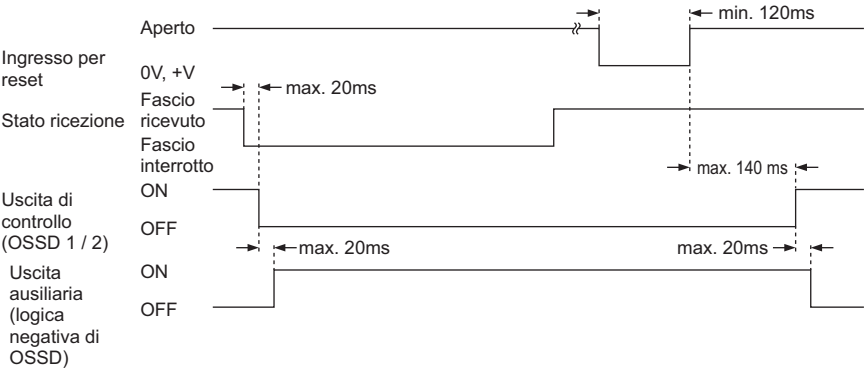 Aperto
min. 120ms
Ingresso per
reset
0V, +V
max. 20ms
Stato ricezione
Fascio
ricevuto
Fascio
interrotto
max. 140 ms
Uscita di
controllo
(OSSD 1 / 2)
ON
OFF
max. 20ms
max. 20ms
Uscita
ausiliaria
(logica
negativa di
OSSD)
ON
OFF